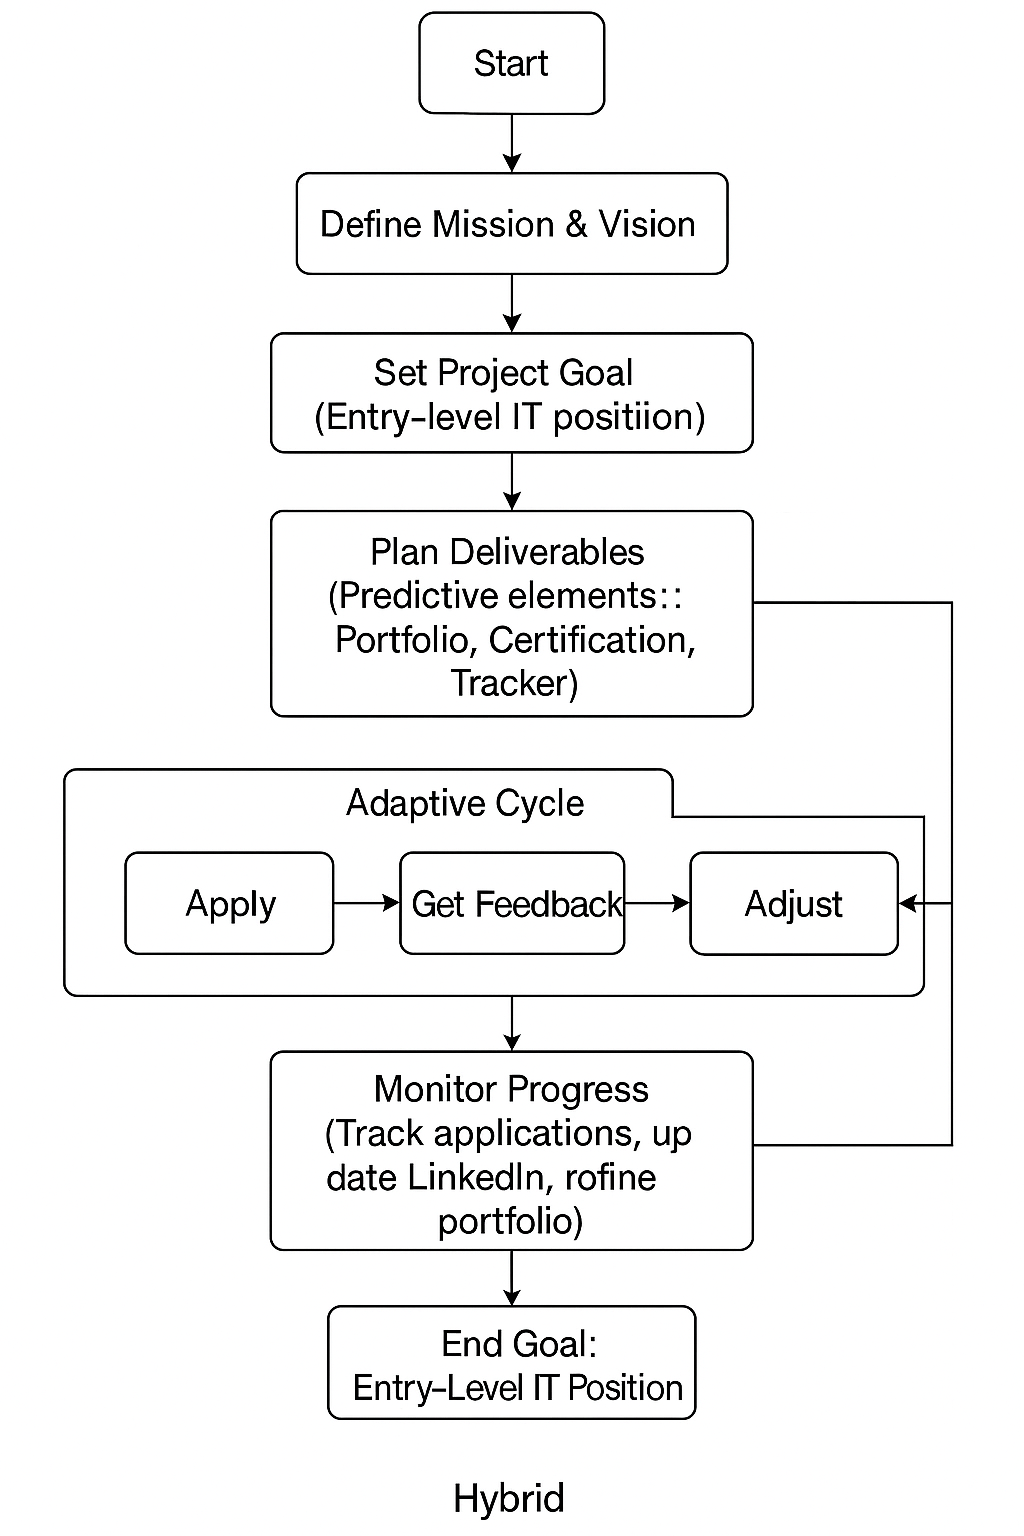 Start
Define Mission & Vision
Set Project Goal
(Entry-level IT positiion)
Plan Deliverables
(Predictive elements::
Portfolio, Certification,
Tracker)
Adaptive Cycle
Apply
Get Feedback
Adjust
Monitor Progress
(Track applications, up
date LinkedIn, rofine
portfolio)
End Goal:
Entry-Level IT Position
Hybrid